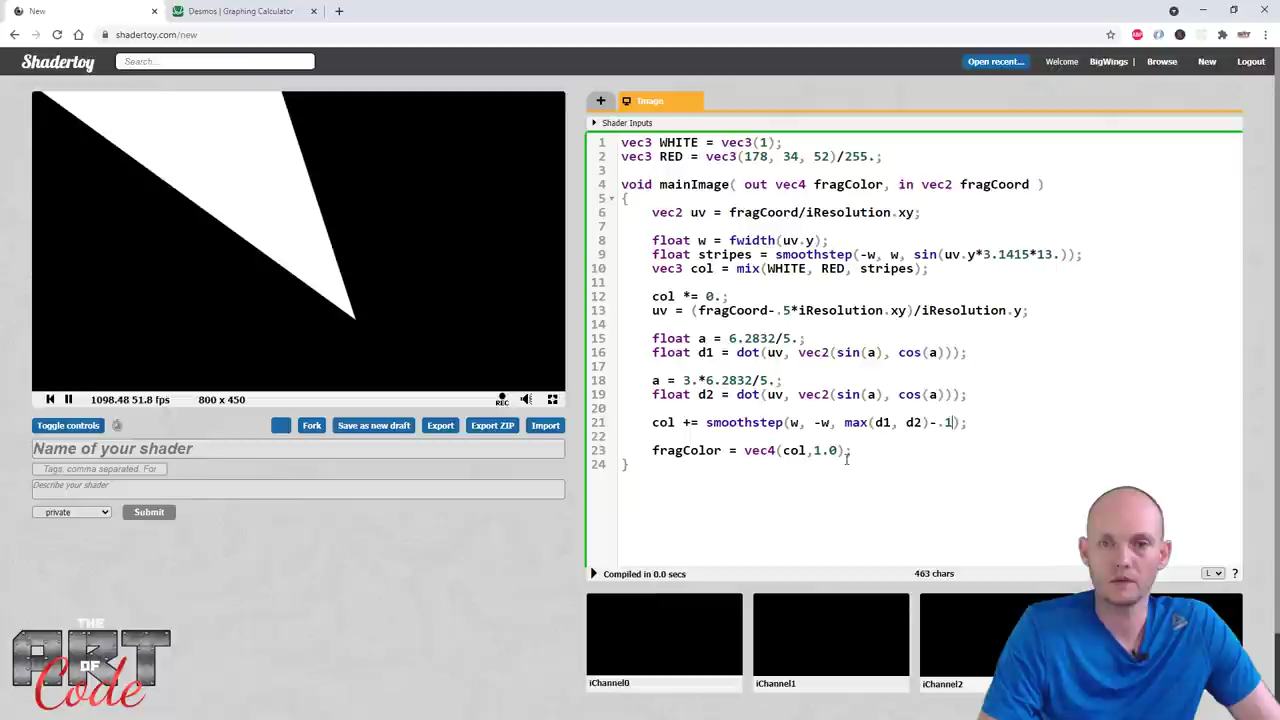 New
Desmos | Graphing Calculator
shadertoy.com/new
Shadertoy
Search...
Open recent...
Welcome
BigWings |
Browse
New
Logout
+
Image
Shader Inputs
1 vec3 WHITE = vec3(1);
2 vec3 RED = vec3(178, 34, 52)/255.;
3
4 void mainImage( out vec4 fragColor, in vec2 fragCoord )
5 {
6 vec2 uv = fragCoord/iResolution.xy;
7
8 float w = fwidth(uv.y);
9 float stripes = smoothstep(-w, w, sin(uv.y*3.1415*13.));
10 vec3 col = mix(WHITE, RED, stripes);
11
12 col *= 0.;
13 uv = (fragCoord-.5*iResolution.xy)/iResolution.y;
14
15 float a = 6.2832/5.;
16 float d1 = dot(uv, vec2(sin(a), cos(a)));
17
18 a = 3.*6.2832/5.;
19 float d2 = dot(uv, vec2(sin(a), cos(a)));
20
21 col += smoothstep(w, -w, max(d1, d2)-.1);
22
23 fragColor = vec4(col,1.0);
24 }
1098.48 51.8 fps
800 x 450
REC
Toggle controls
Fork
Save as new draft
Export
Export ZIP
Import
Name of your shader
Tags, comma separated. For
Describe your shader
private
Submit
Compiled in 0.0 secs
463 chars
L
?
iChannel0
iChannel1
iChannel2
THE
ART
OF
Code